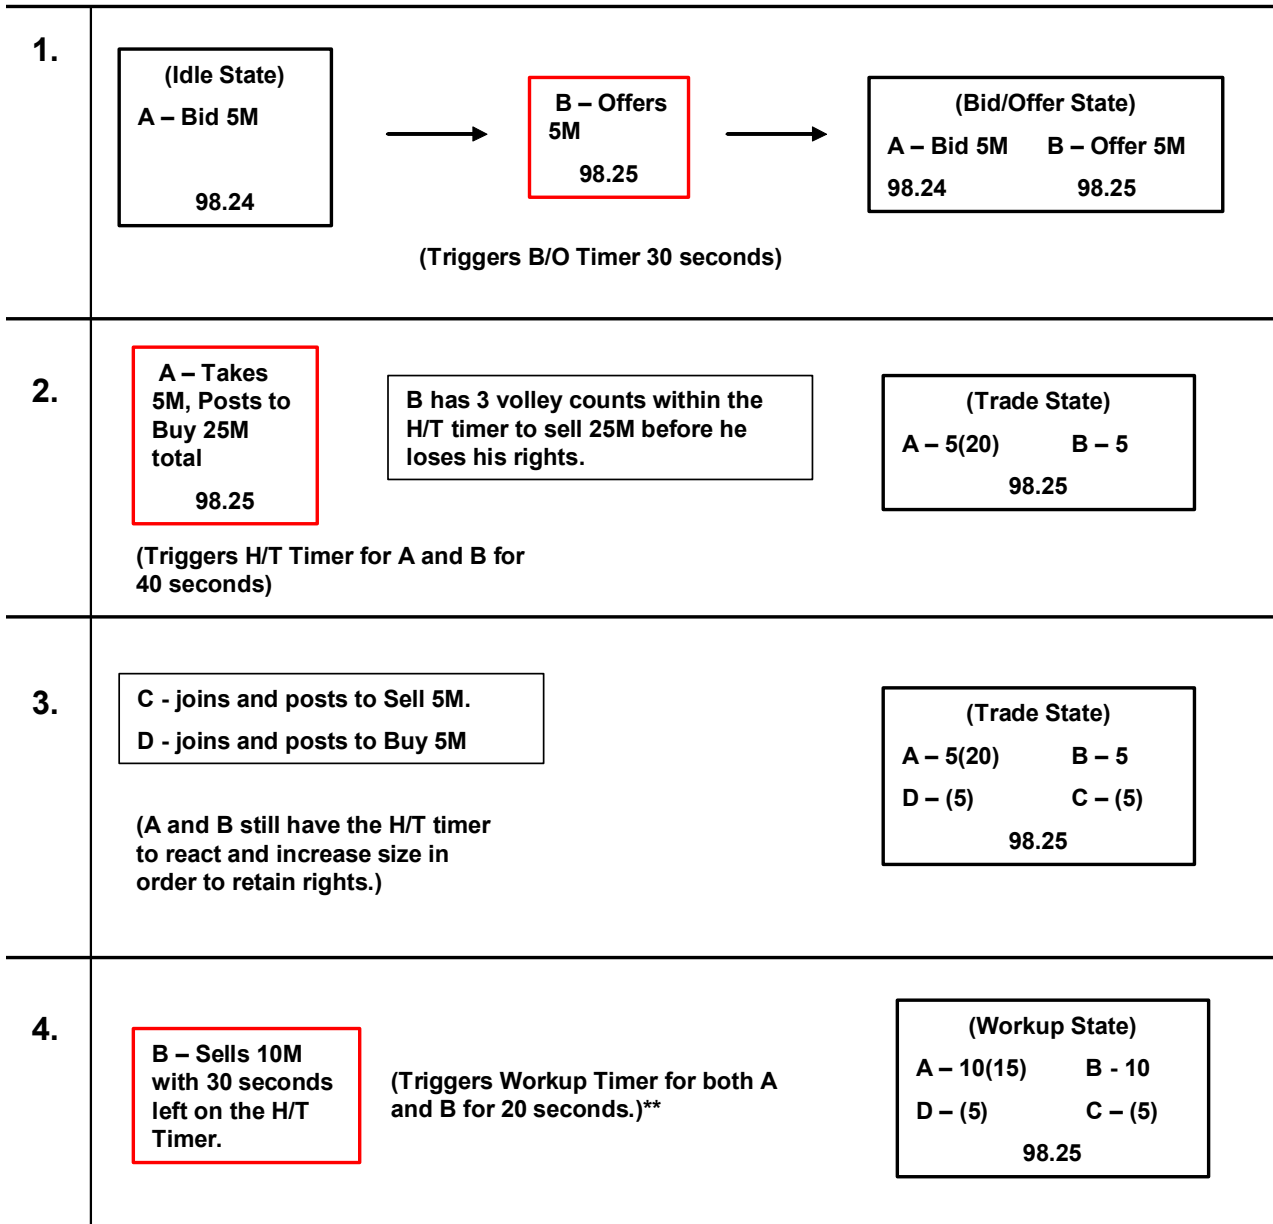 1.
(Idle State)
A – Bid 5M
98.24
B – Offers
5M
98.25
(Bid/Offer State)
A – Bid 5M B – Offer 5M
98.24 98.25
(Triggers B/O Timer 30 seconds)
2.
A – Takes
5M, Posts to
Buy 25M
total
98.25
B has 3 volley counts within the
H/T timer to sell 25M before he
loses his rights.
(Trade State)
A – 5(20) B – 5
98.25
(Triggers H/T Timer for A and B for
40 seconds)
3.
C - joins and posts to Sell 5M.
D - joins and posts to Buy 5M
(Trade State)
A – 5(20) B – 5
D – (5) C – (5)
98.25
(A and B still have the H/T timer
to react and increase size in
order to retain rights.)
4.
B – Sells 10M
with 30 seconds
left on the H/T
Timer.
(Triggers Workup Timer for both A
and B for 20 seconds.)**
(Workup State)
A – 10(15) B - 10
D – (5) C – (5)
98.25